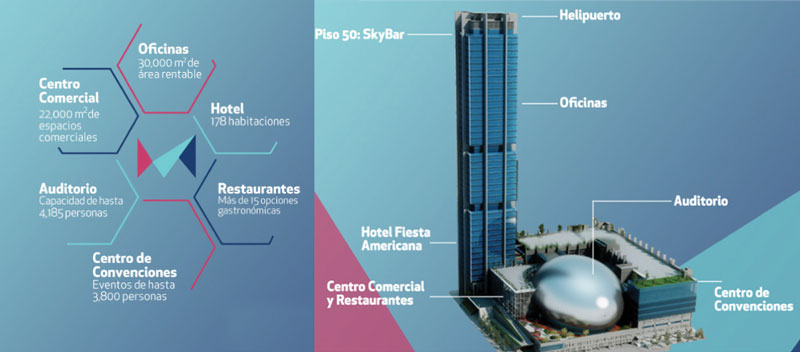 Oficinas
30,000 m² de
área rentable
Centro
Comercial
22,000 m² de
espacios
comerciales
Hotel
178 habitaciones
Auditorio
Capacidad de hasta
4,185 personas
Restaurantes
Más de 15 opciones
gastronómicas
Centro de
Convenciones
Eventos de hasta
3,800 personas
Helipuerto
Piso 50: SkyBar
Oficinas
Auditorio
Hotel Fiesta
Americana
Centro Comercial
y Restaurantes
Centro de
Convenciones